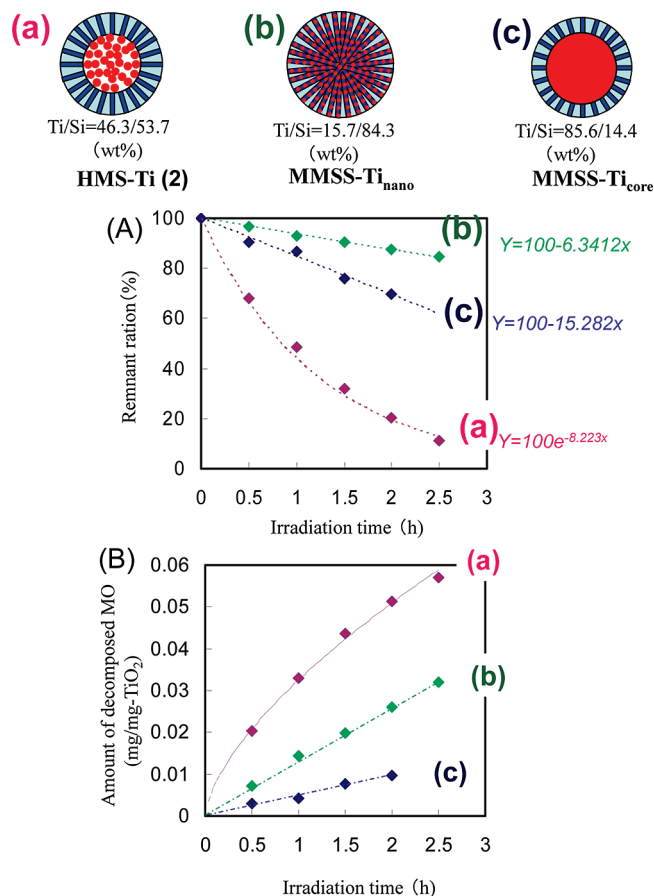 (a)
(b)
(c)
Ti/Si=46.3/53.7
(wt%)
HMS-Ti (2)
Ti/Si=15.7/84.3
(wt%)
MMSS-Tinano
Ti/Si=85.6/14.4
(wt%)
MMSS-Ticore
(A)
Remnant ration(%)
100
80
60
40
20
0
(b)
Y=100-6.3412x
(c)
Y=100-15.282x
(a)
Y=100e-8.223x
0 0.5 1 1.5 2 2.5 3
Irradiation time (h)
(B)
Amount of decomposed MO
(mg/mg-TiO2)
0.06
0.05
0.04
0.03
0.02
0.01
0
(a)
(b)
(c)
0 0.5 1 1.5 2 2.5 3
Irradiation time (h)